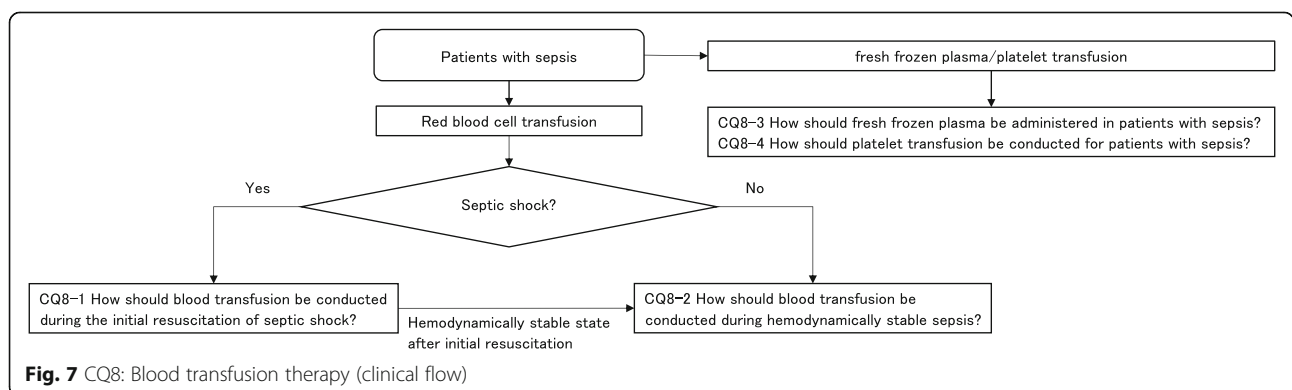 Patients with sepsis
fresh frozen plasma/platelet transfusion
Red blood cell transfusion
CQ8-3 How should fresh frozen plasma be administered in patients with sepsis?
CQ8-4 How should platelet transfusion be conducted for patients with sepsis?
Yes
No
Septic shock?
CQ8-1 How should blood transfusion be conducted
during the initial resuscitation of septic shock?
Hemodynamically stable state
after initial resuscitation
CQ8-2 How should blood transfusion be
conducted during hemodynamically stable sepsis?
Fig. 7 CQ8: Blood transfusion therapy (clinical flow)